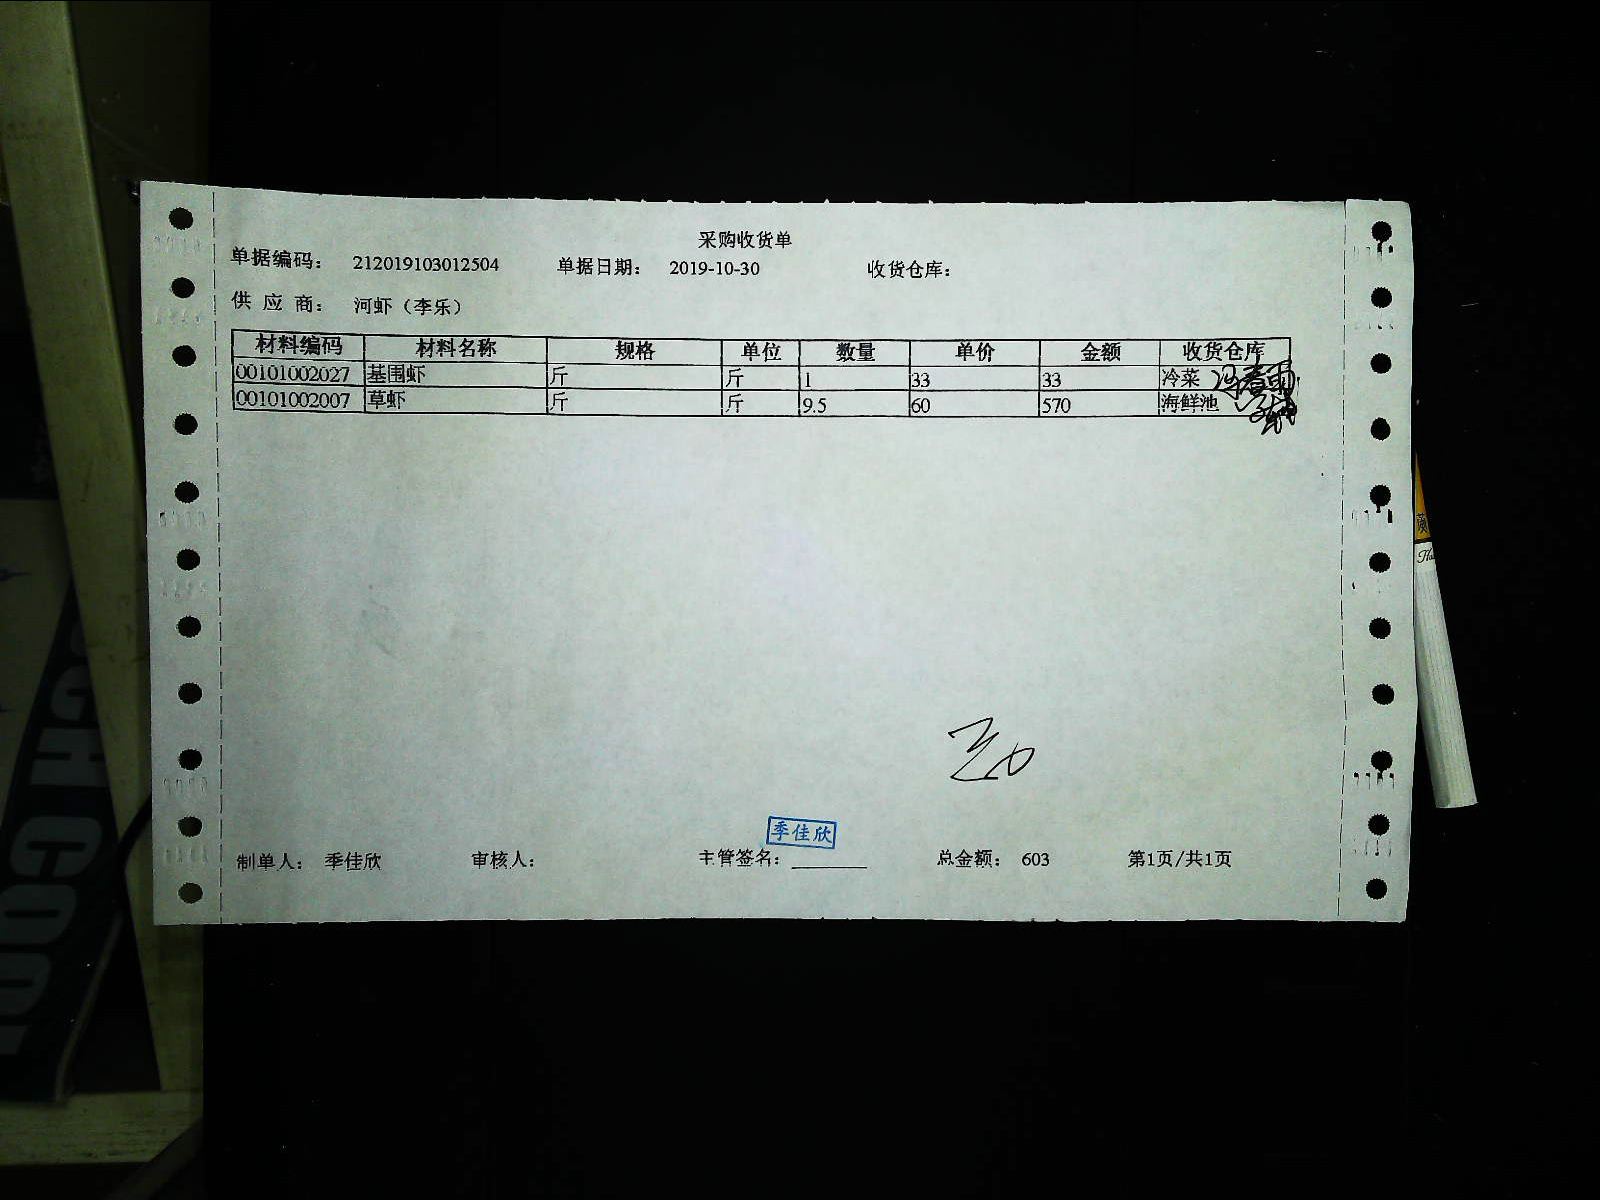 采购收货单
单据编码： 212019103012504 单据日期： 2019-10-30 收货仓库：
供 应 商： 河虾（李乐）
材料编码 材料名称 规格 单位 数量 单价 金额 收货仓库
00101002027 基围虾 斤 斤 1 33 33 冷菜
00101002007 草虾 斤 斤 9.5 60 570 海鲜池
季佳欣
制单人： 季佳欣 审核人： 主管签名： 总金额： 603 第1页/共1页